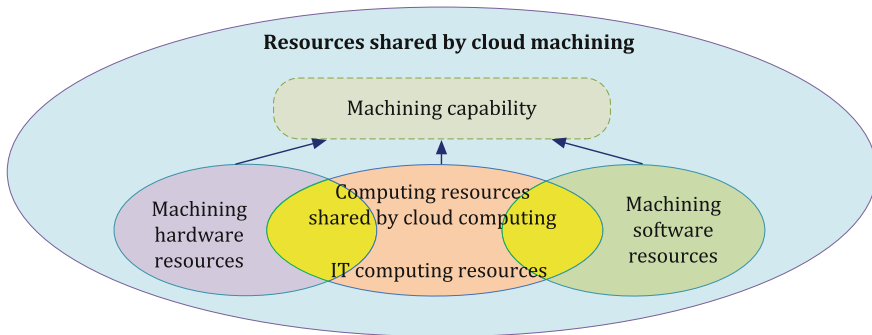 Resources shared by cloud machining
Machining capability
Machining
hardware
resources
Computing resources
shared by cloud computing
IT computing resources
Machining
software
resources